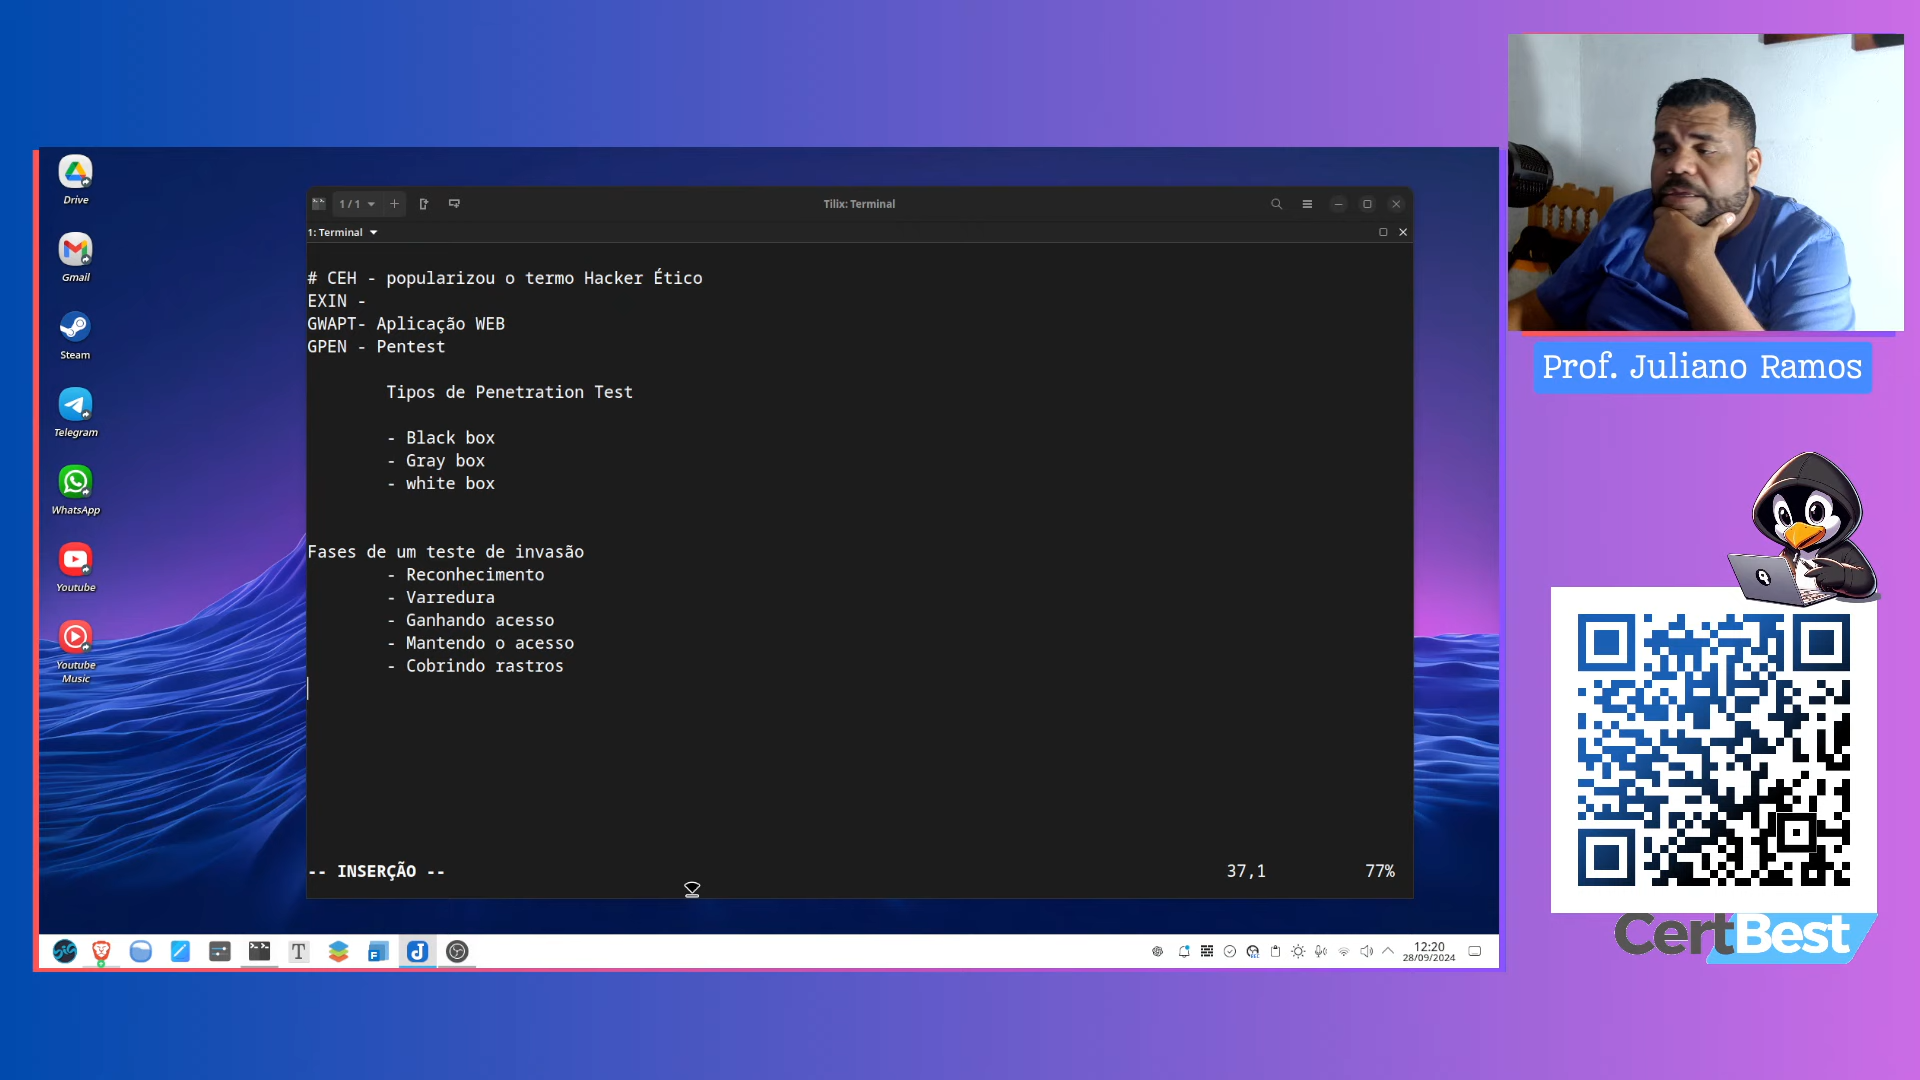 Drive
Gmail
Steam
Telegram
WhatsApp
Youtube
Youtube
Music
1 / 1
Tilix: Terminal
1: Terminal
# CEH - popularizou o termo Hacker Ético
EXIN -
GWAPT- Aplicação WEB
GPEN - Pentest
Tipos de Penetration Test
- Black box
- Gray box
- white box
Fases de um teste de invasão
- Reconhecimento
- Varredura
- Ganhando acesso
- Mantendo o acesso
- Cobrindo rastros
-- INSERÇÃO --
37,1
77%
12:20
28/09/2024
Prof. Juliano Ramos
CertBest